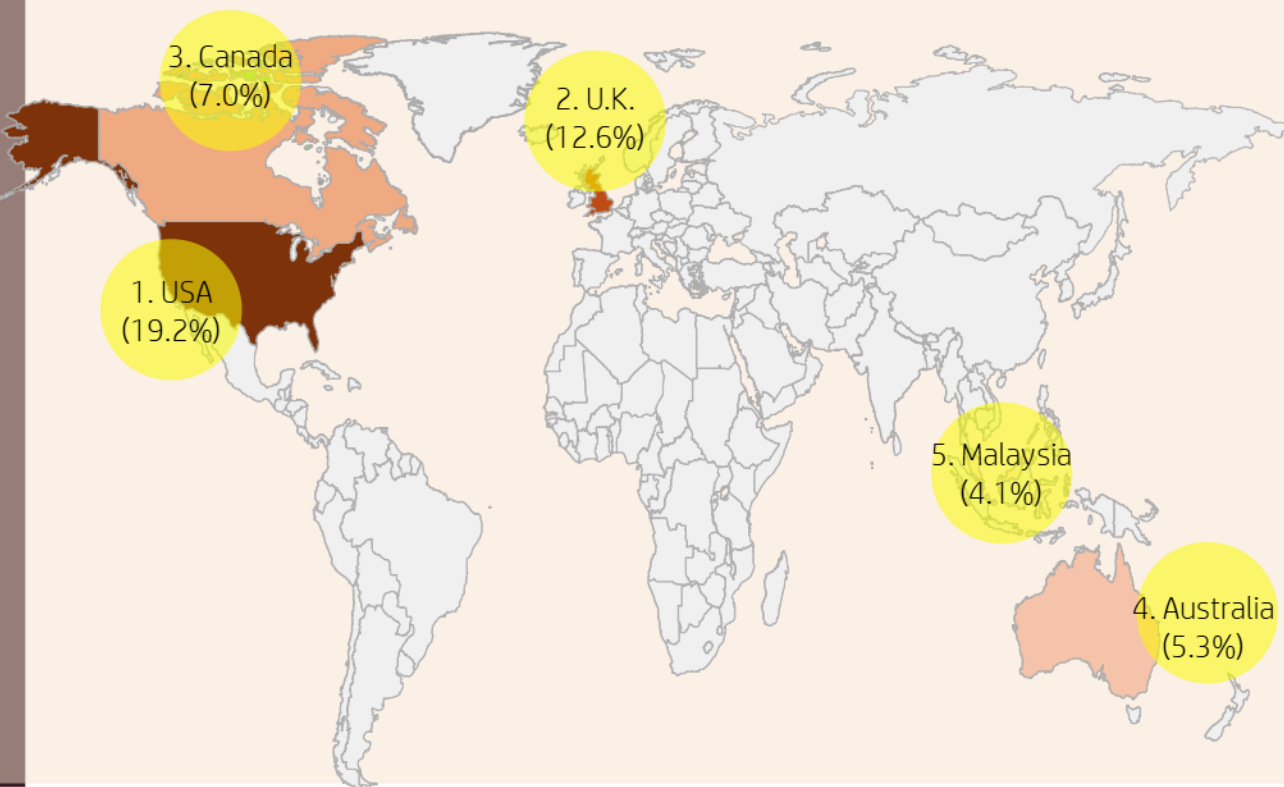 3. Canada
(7.0%)
2. U.K.
(12.6%)
1. USA
(19.2%)
5. Malaysia
(4.1%)
4. Australia
(5.3%)